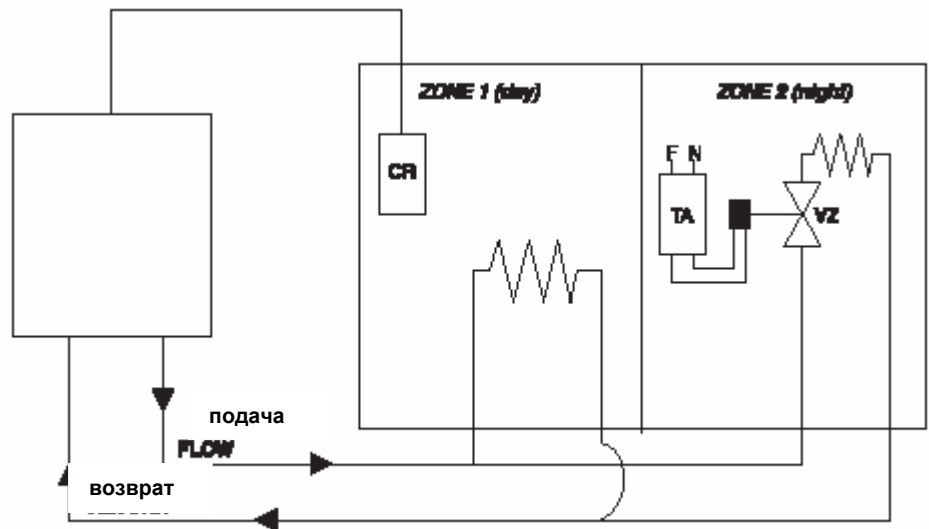 ZONE 1 (day)
ZONE 2 (night)
CR
F N
TA
VZ
подача
FLOW
возврат